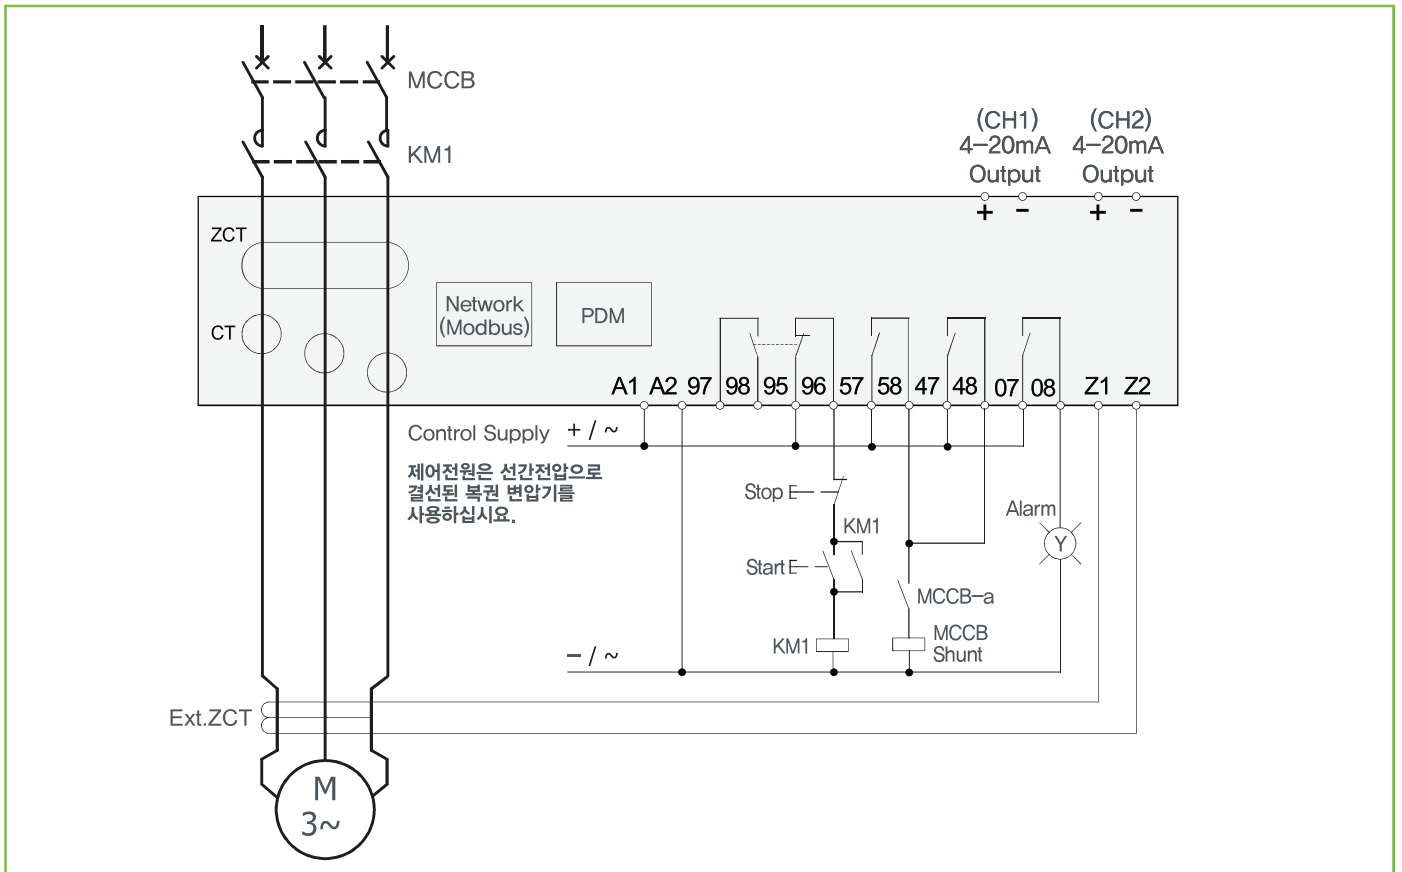 MCCB
KM1
(CH1)
4-20mA
Output
(CH2)
4-20mA
Output
+
-
+
-
ZCT
CT
Network
(Modbus)
PDM
A1 A2 97 98 95 96 57 58 47 48 07 08 Z1 Z2
Control Supply + / ~
제어전원은 선간전압으로
결선된 복권 변압기를
사용하십시요.
Stop E
KM1
Start E
KM1
MCCB-a
MCCB
Shunt
Alarm
Y
- / ~
Ext.ZCT
M
3~